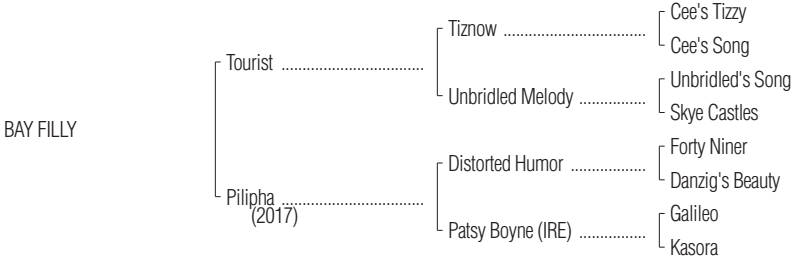 Cee's Tizzy
Tiznow ..................................
Cee's Song
Tourist ..................................
Unbridled's Song
Unbridled Melody ................
Skye Castles
BAY FILLY
Forty Niner
Distorted Humor ..................
Danzig's Beauty
Pilipha ..................................
(2017)
Galileo
Patsy Boyne (IRE) ................
Kasora